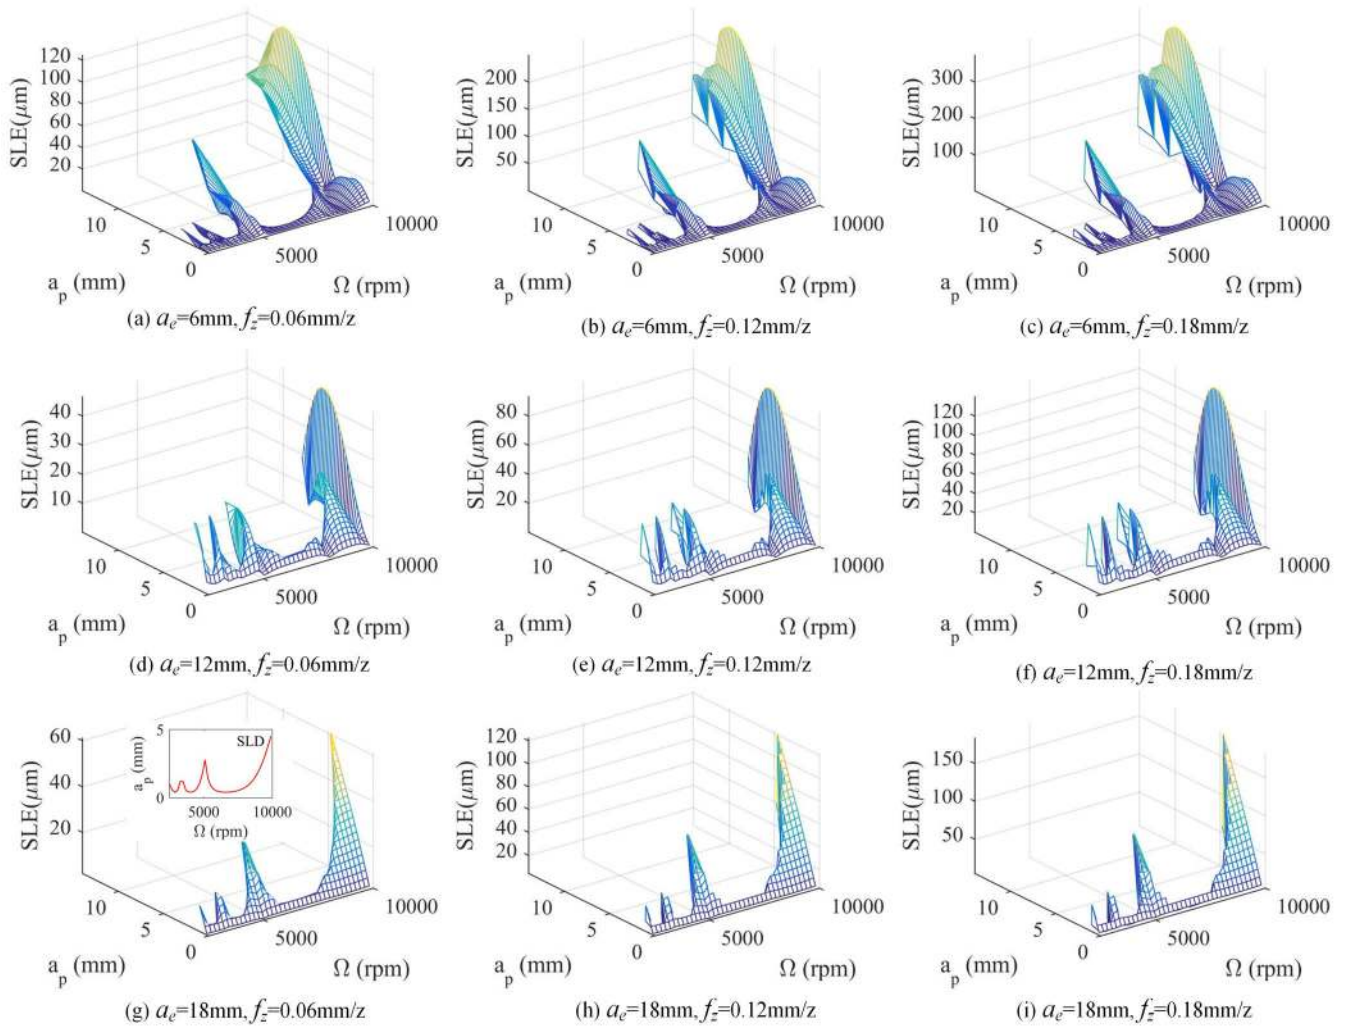 120
100
80
60
40
20
SLE(μm)
10
5
0
a_p (mm)
5000
10000
Ω (rpm)
(a) a_e=6mm, f_z=0.06mm/z
200
150
100
50
SLE(μm)
10
5
0
a_p (mm)
5000
10000
Ω (rpm)
(b) a_e=6mm, f_z=0.12mm/z
300
200
100
SLE(μm)
10
5
0
a_p (mm)
5000
10000
Ω (rpm)
(c) a_e=6mm, f_z=0.18mm/z
40
30
20
10
SLE(μm)
10
5
0
a_p (mm)
5000
10000
Ω (rpm)
(d) a_e=12mm, f_z=0.06mm/z
80
60
40
20
SLE(μm)
10
5
0
a_p (mm)
5000
10000
Ω (rpm)
(e) a_e=12mm, f_z=0.12mm/z
120
100
80
60
40
20
SLE(μm)
10
5
0
a_p (mm)
5000
10000
Ω (rpm)
(f) a_e=12mm, f_z=0.18mm/z
60
40
20
SLE(μm)
5
0
a_p (mm)
SLD
5000
10000
Ω (rpm)
10
5
0
a_p (mm)
5000
10000
Ω (rpm)
(g) a_e=18mm, f_z=0.06mm/z
120
100
80
60
40
20
SLE(μm)
10
5
0
a_p (mm)
5000
10000
Ω (rpm)
(h) a_e=18mm, f_z=0.12mm/z
150
100
50
SLE(μm)
10
5
0
a_p (mm)
5000
10000
Ω (rpm)
(i) a_e=18mm, f_z=0.18mm/z